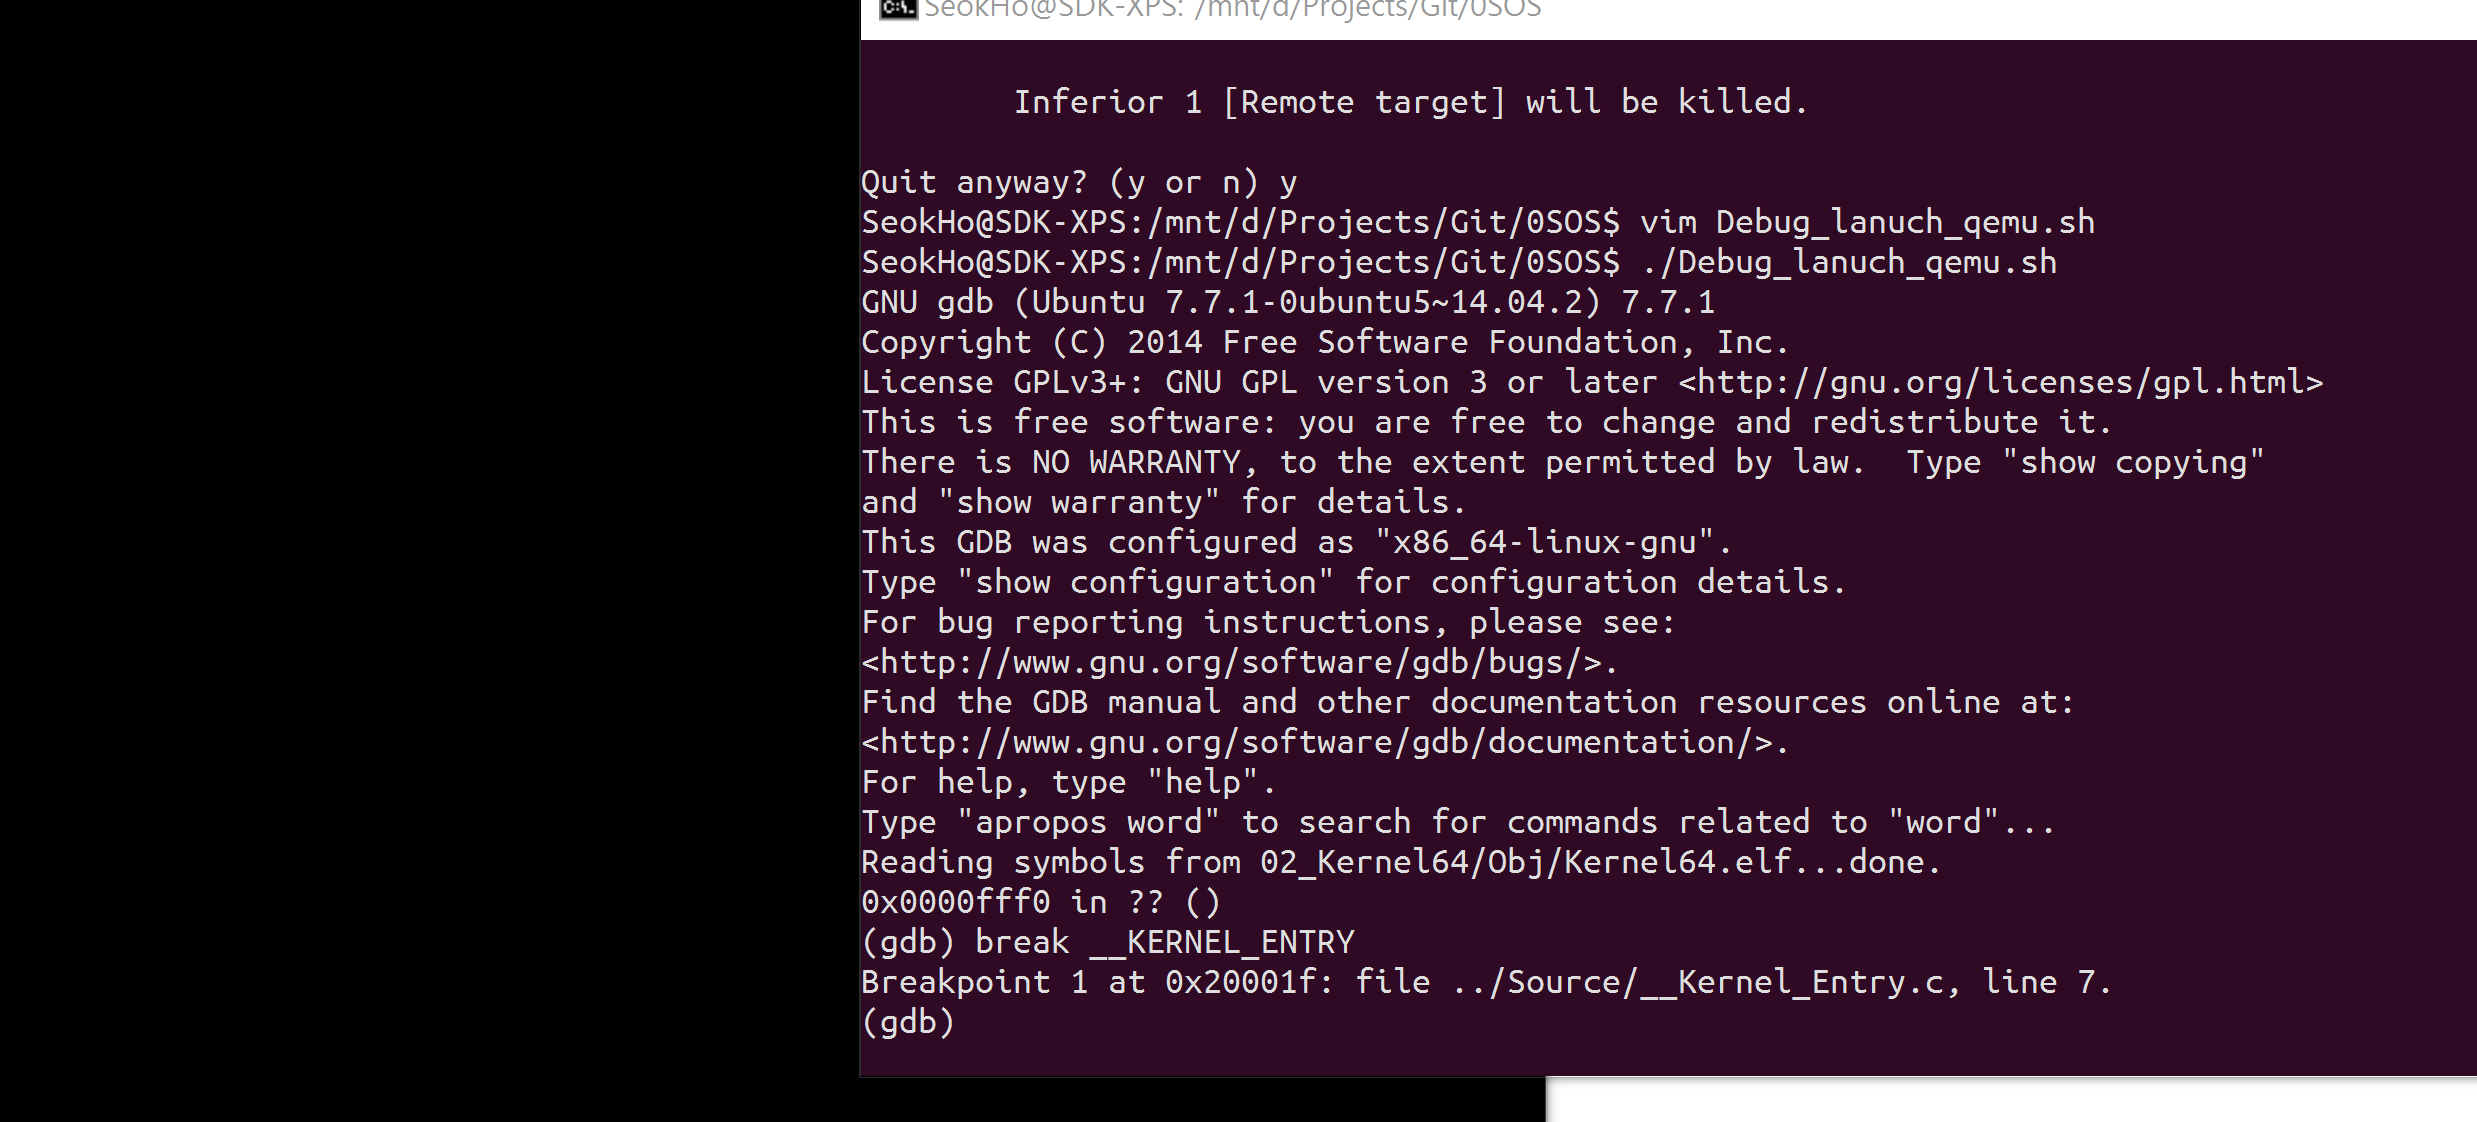 SeokHo@SDK-XPS: /mnt/d/Projects/Git/0SOS
Inferior 1 [Remote target] will be killed.
Quit anyway? (y or n) y
SeokHo@SDK-XPS:/mnt/d/Projects/Git/0SOS$ vim Debug_lanuch_qemu.sh
SeokHo@SDK-XPS:/mnt/d/Projects/Git/0SOS$ ./Debug_lanuch_qemu.sh
GNU gdb (Ubuntu 7.7.1-0ubuntu5~14.04.2) 7.7.1
Copyright (C) 2014 Free Software Foundation, Inc.
License GPLv3+: GNU GPL version 3 or later <http://gnu.org/licenses/gpl.html>
This is free software: you are free to change and redistribute it.
There is NO WARRANTY, to the extent permitted by law.  Type "show copying"
and "show warranty" for details.
This GDB was configured as "x86_64-linux-gnu".
Type "show configuration" for configuration details.
For bug reporting instructions, please see:
<http://www.gnu.org/software/gdb/bugs/>.
Find the GDB manual and other documentation resources online at:
<http://www.gnu.org/software/gdb/documentation/>.
For help, type "help".
Type "apropos word" to search for commands related to "word"...
Reading symbols from 02_Kernel64/Obj/Kernel64.elf...done.
0x0000fff0 in ?? ()
(gdb) break __KERNEL_ENTRY
Breakpoint 1 at 0x20001f: file ../Source/__Kernel_Entry.c, line 7.
(gdb)